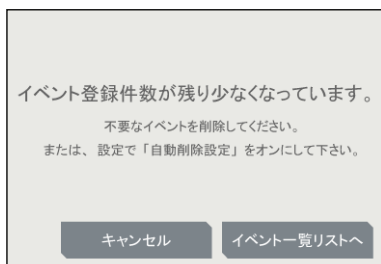 イベント登録件数が残り少なくなっています。
不要なイベントを削除してください。
または、設定で「自動削除設定」をオンにして下さい。
キャンセル
イベント一覧リストへ